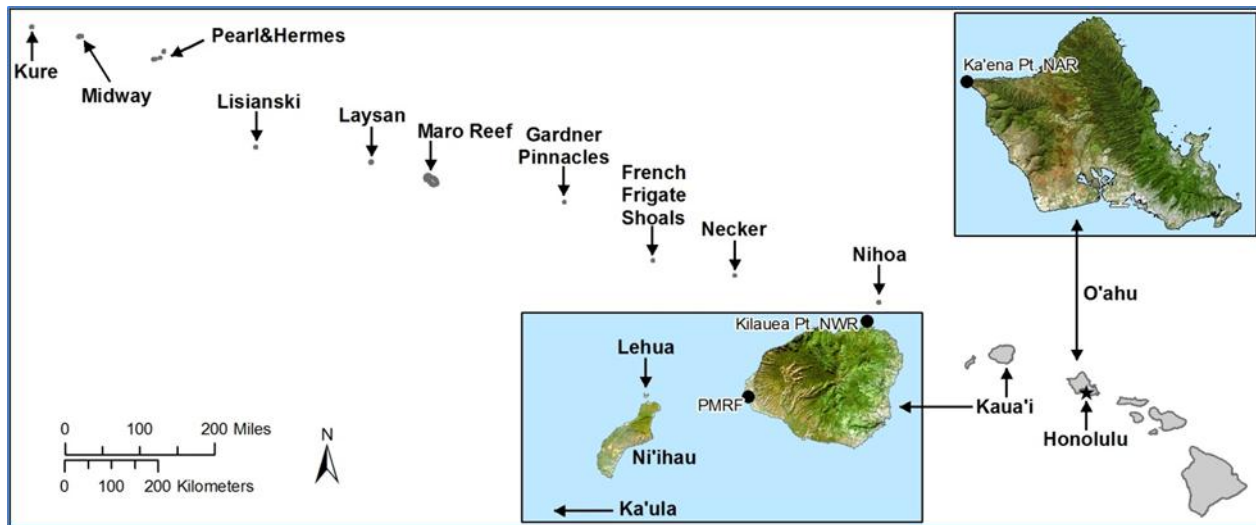 Kure
Midway
Pearl&Hermes
Lisianski
Laysan
Maro Reef
Gardner
Pinnacles
French
Frigate
Shoals
Necker
Nihoa
Ka'ena Pt. NAR
O'ahu
Kaua'i
Honolulu
Kilauea Pt. NWR
Lehua
PMRF
Ni'ihau
Ka'ula
0 100 200 Miles
0 100 200 Kilometers
N